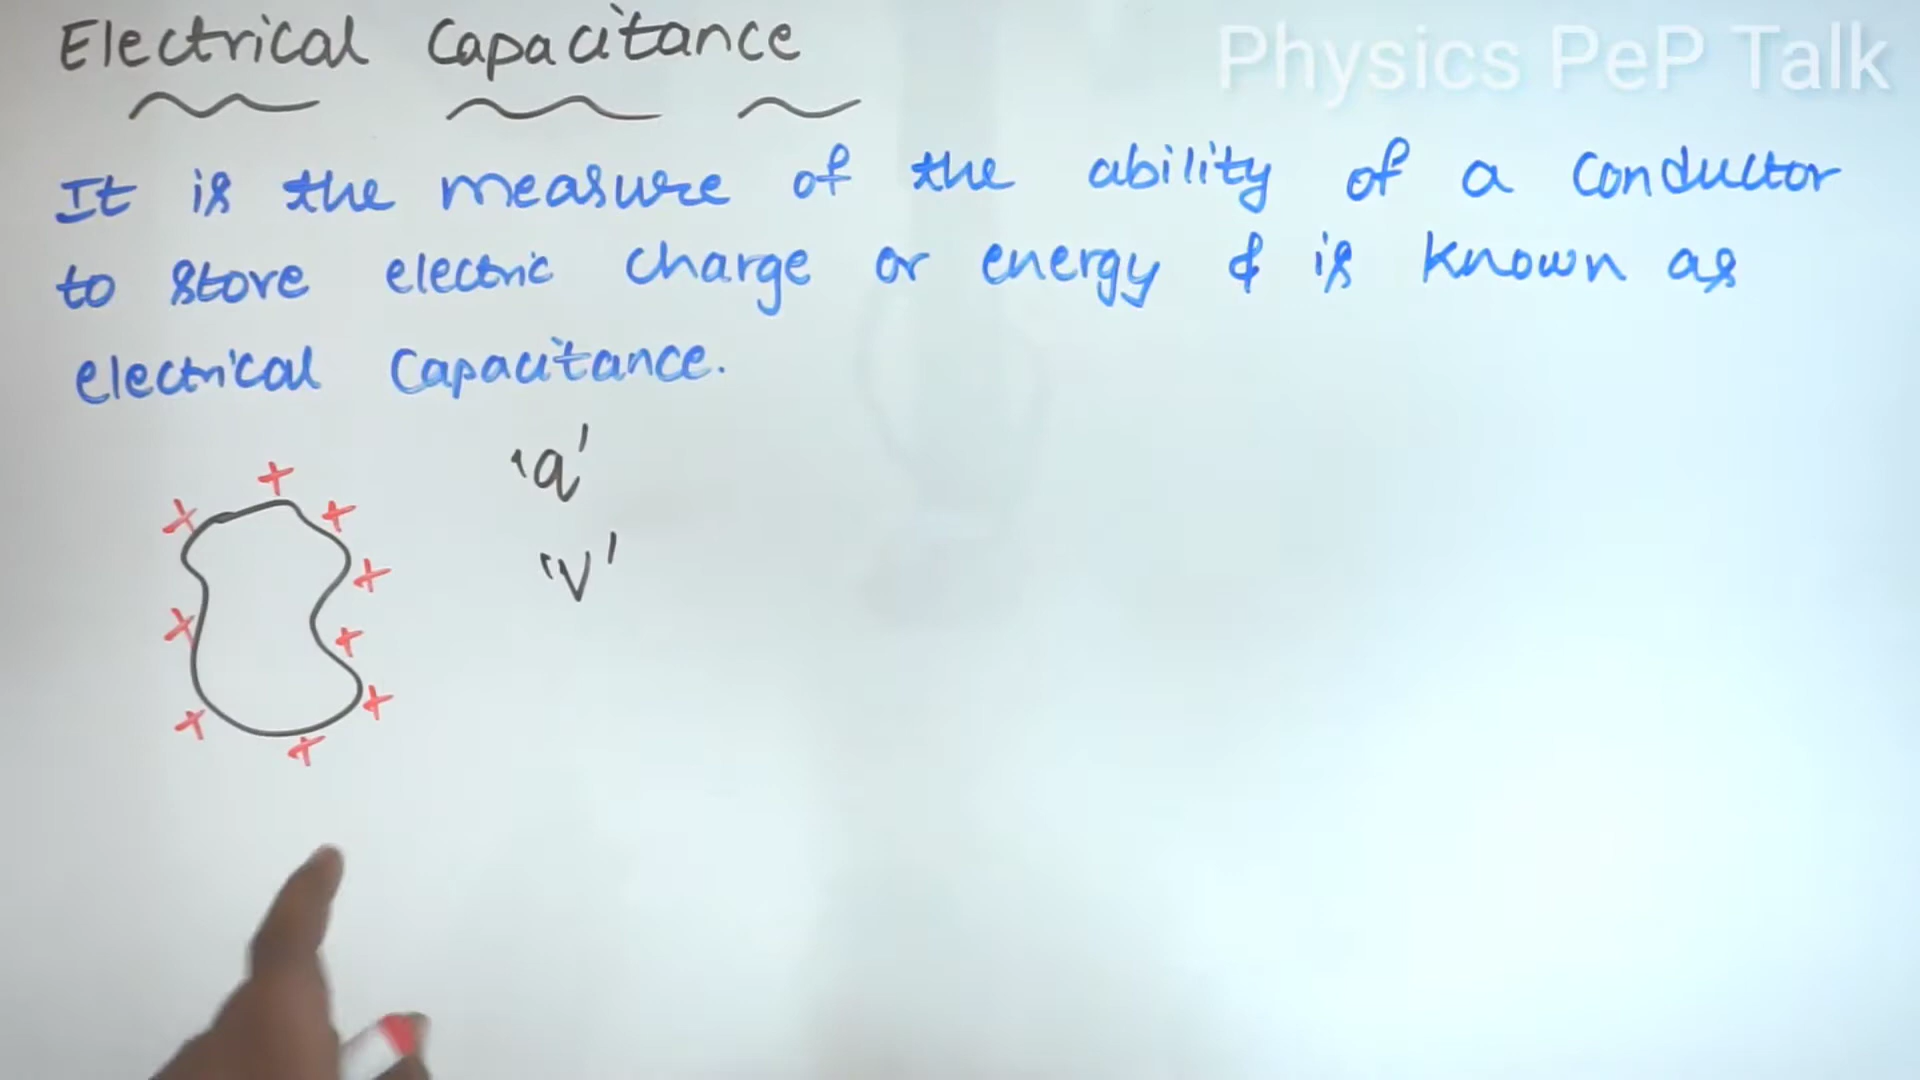 Electrical Capacitance
Physics PeP Talk
It is the measure of the ability of a conductor
to store electric charge or energy & is known as
electrical capacitance.
'q'
'V'
+ + + + + + + + + +